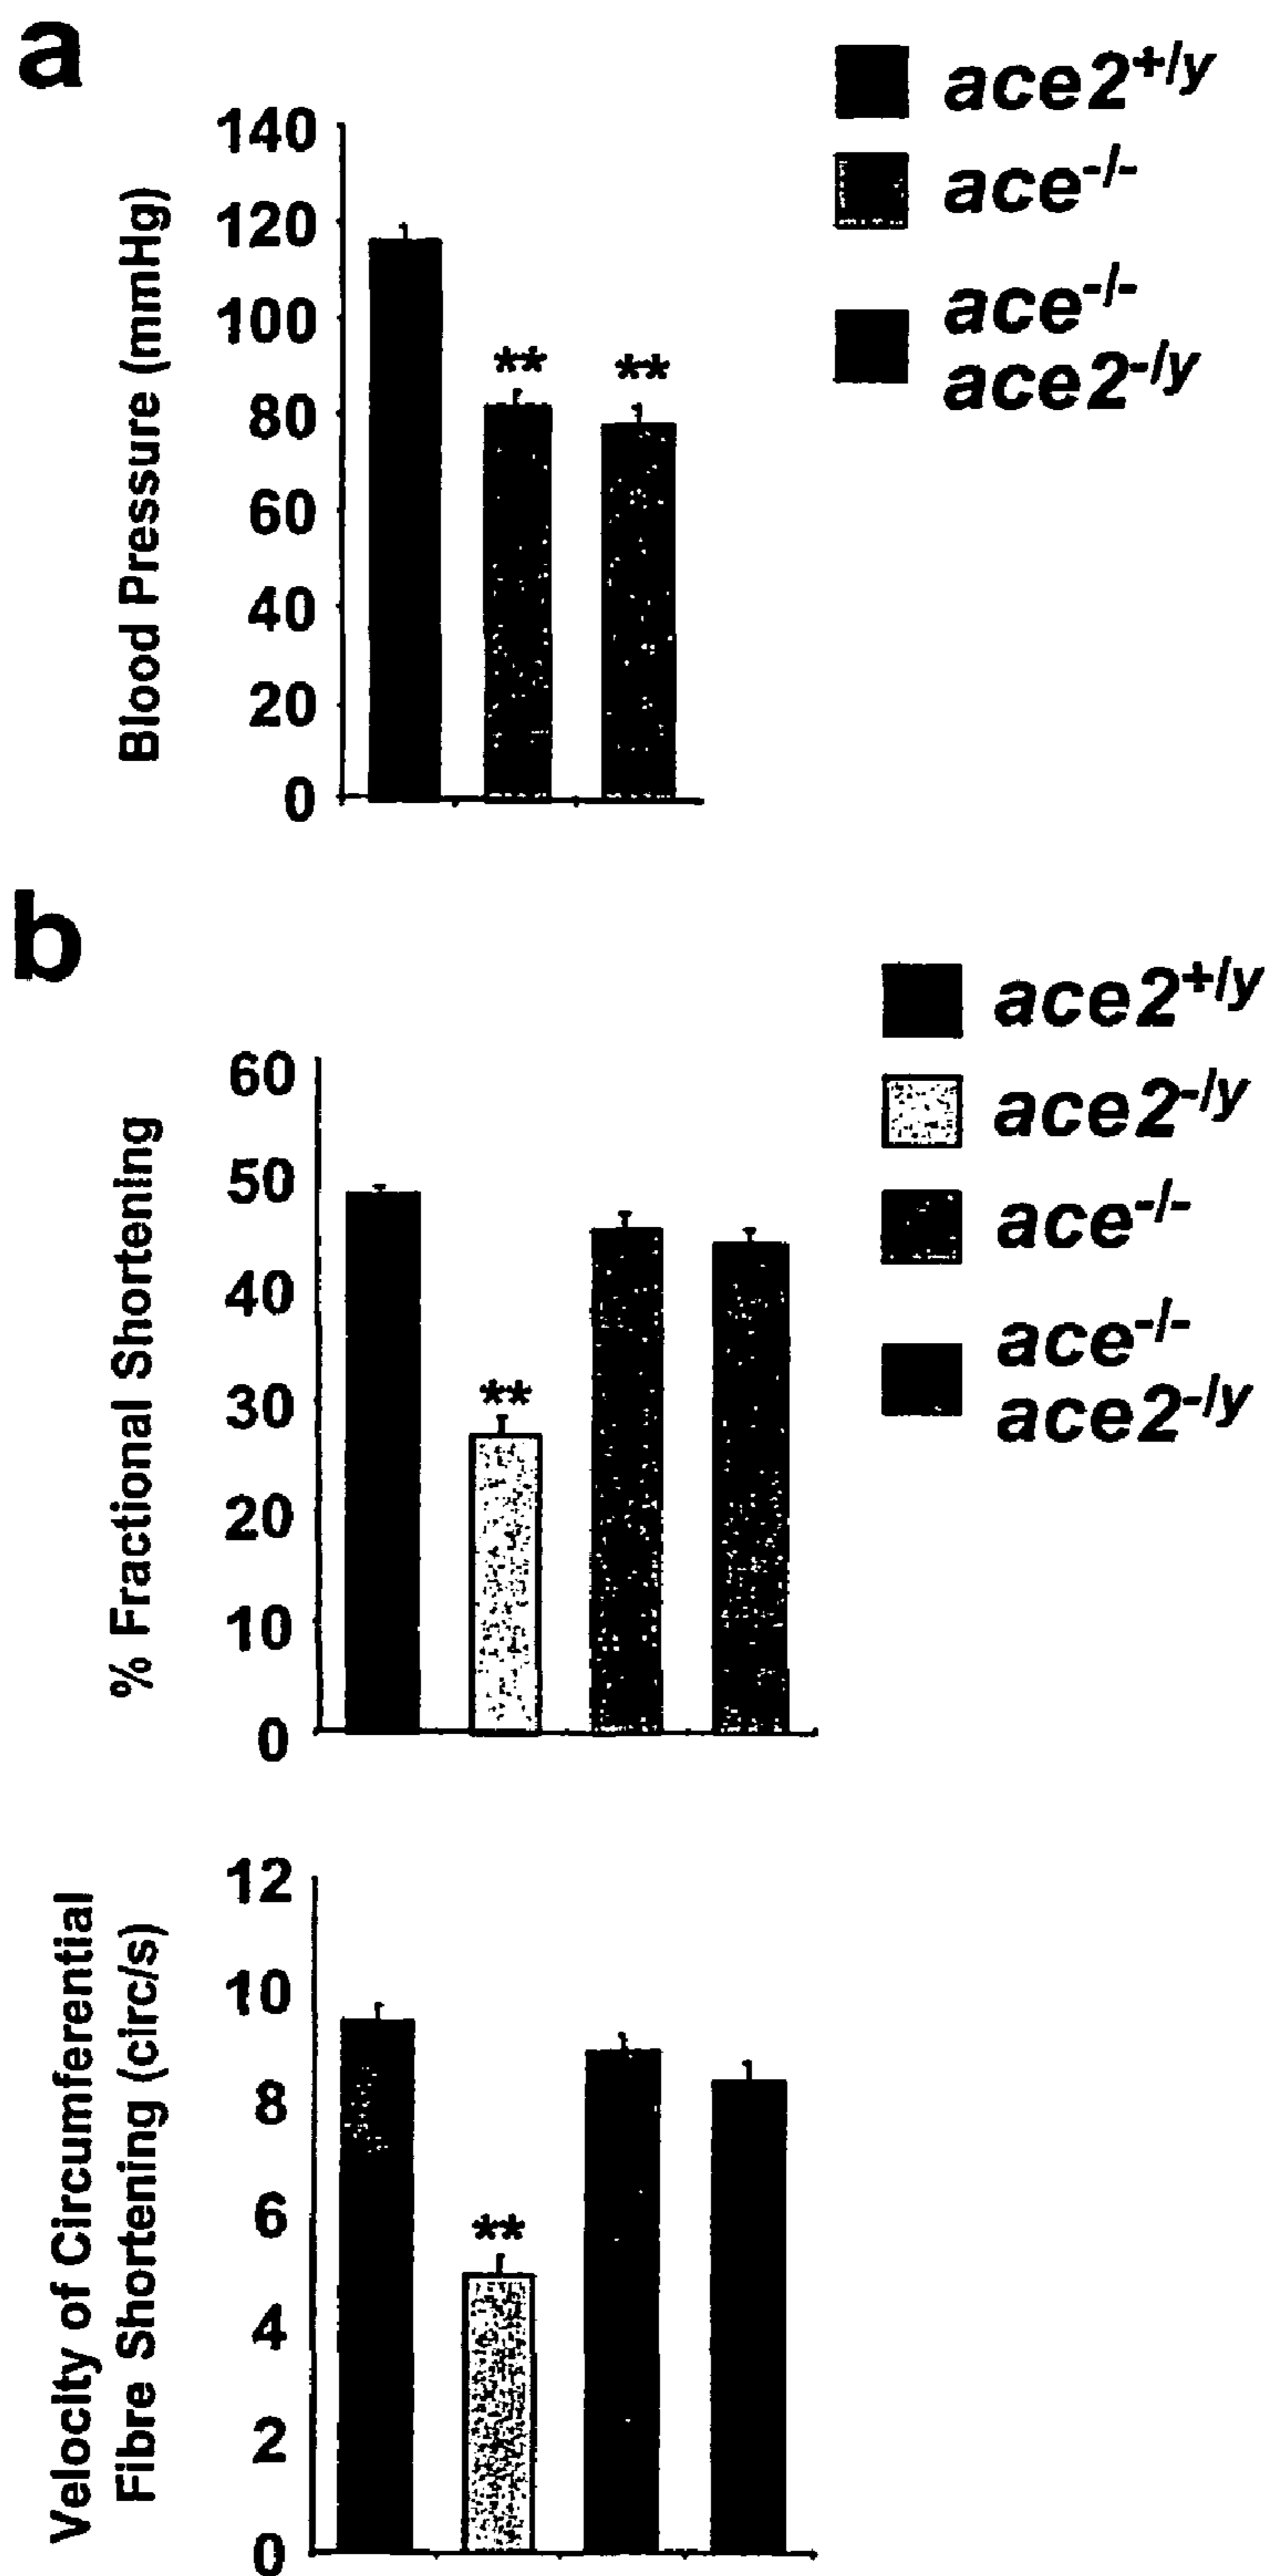 a
ace2+/y
ace-/-
ace-/-
ace2-/y
Blood Pressure (mmHg)
140
120
100
80
60
40
20
0
**
**
b
ace2+/y
ace2-/y
ace-/-
ace-/-
ace2-/y
% Fractional Shortening
60
50
40
30
20
10
0
**
Velocity of Circumferential
Fibre Shortening (circ/s)
12
10
8
6
4
2
0
**